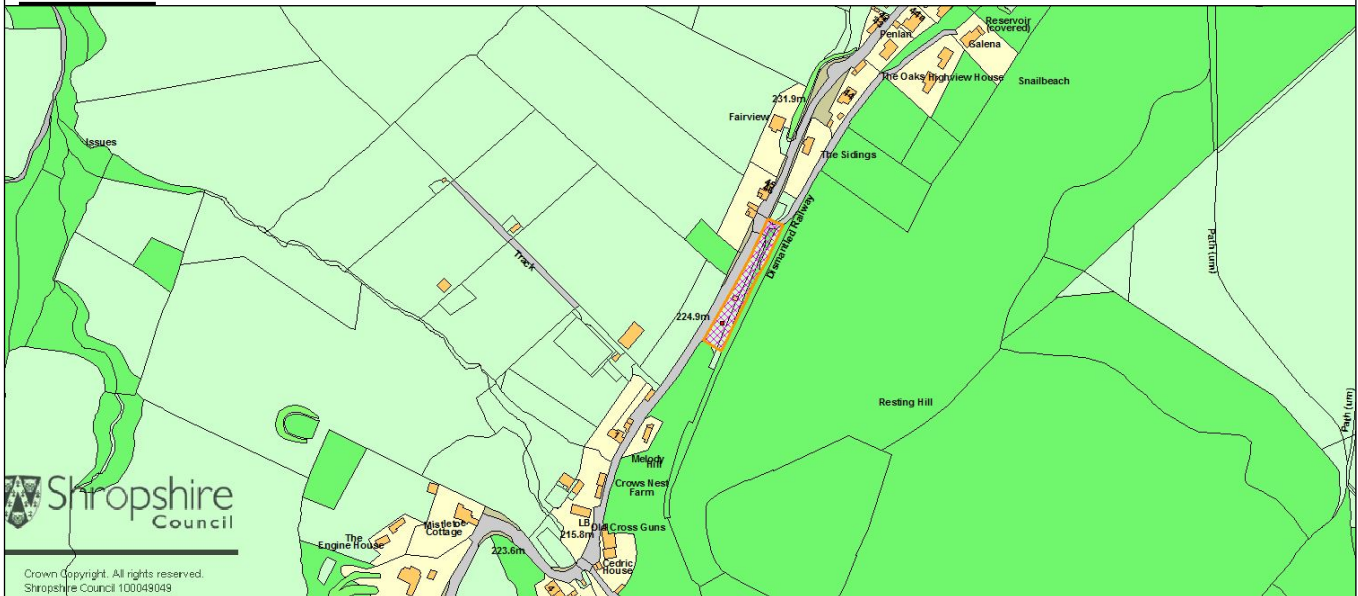 Reservoir
(covered)
Penlan
Galena
The Oaks
Highview House
Snailbeach
44
231.9m
Fairview
Issues
The Sidings
Track
Dismantled Railway
Path (um)
224.9m
Resting Hill
Path (um)
Melody
Hill
Crows Nest
Farm
LB
Old Cross Guns
215.8m
Mistletoe
Cottage
The
Engine House
223.6m
Cedric
House
4
Shropshire
Council
Crown Copyright. All rights reserved.
Shropshire Council 100049049